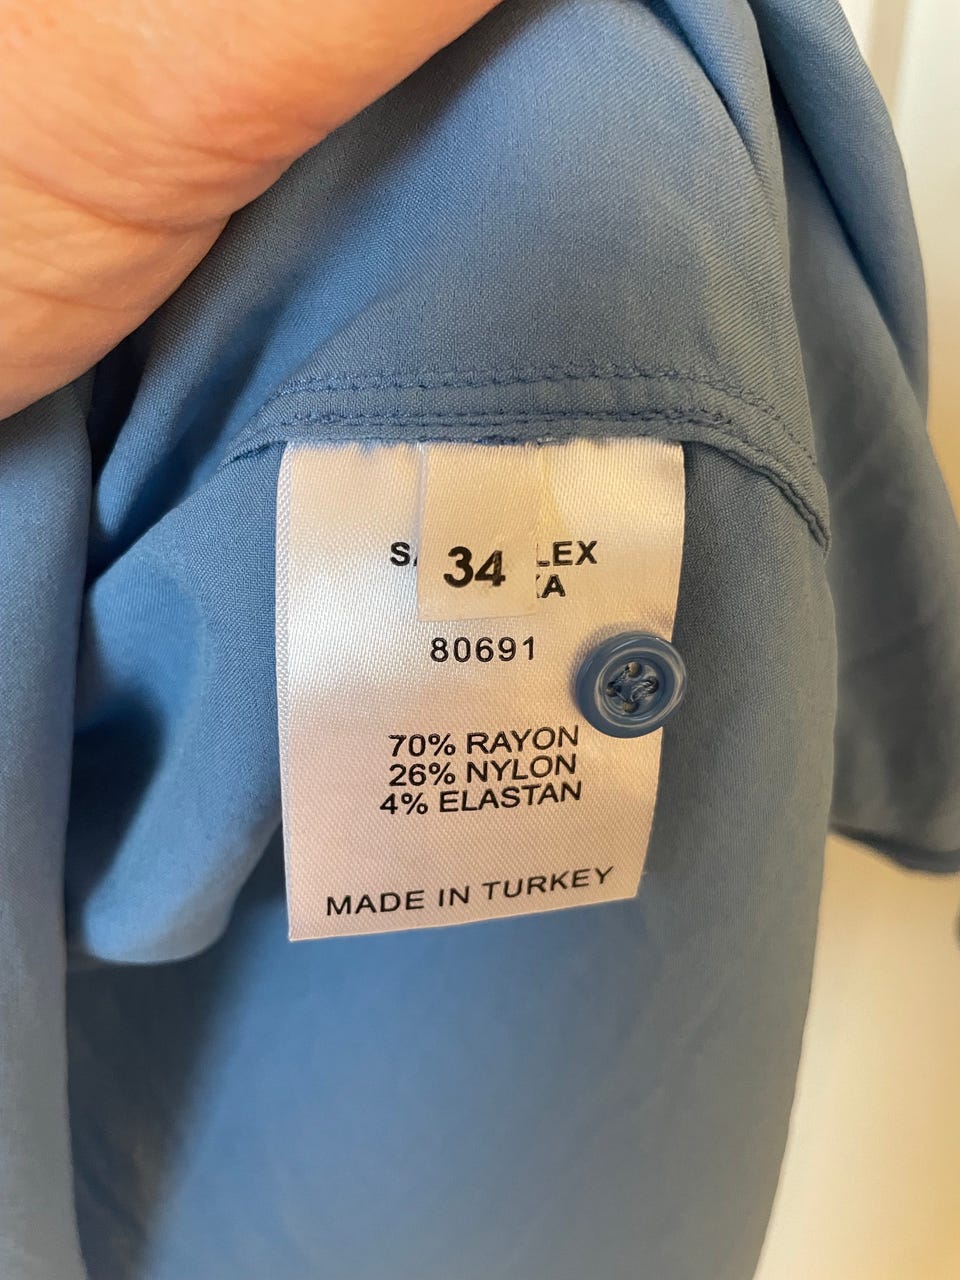 34
80691
70% RAYON
26% NYLON
4% ELASTAN
MADE IN TURKEY